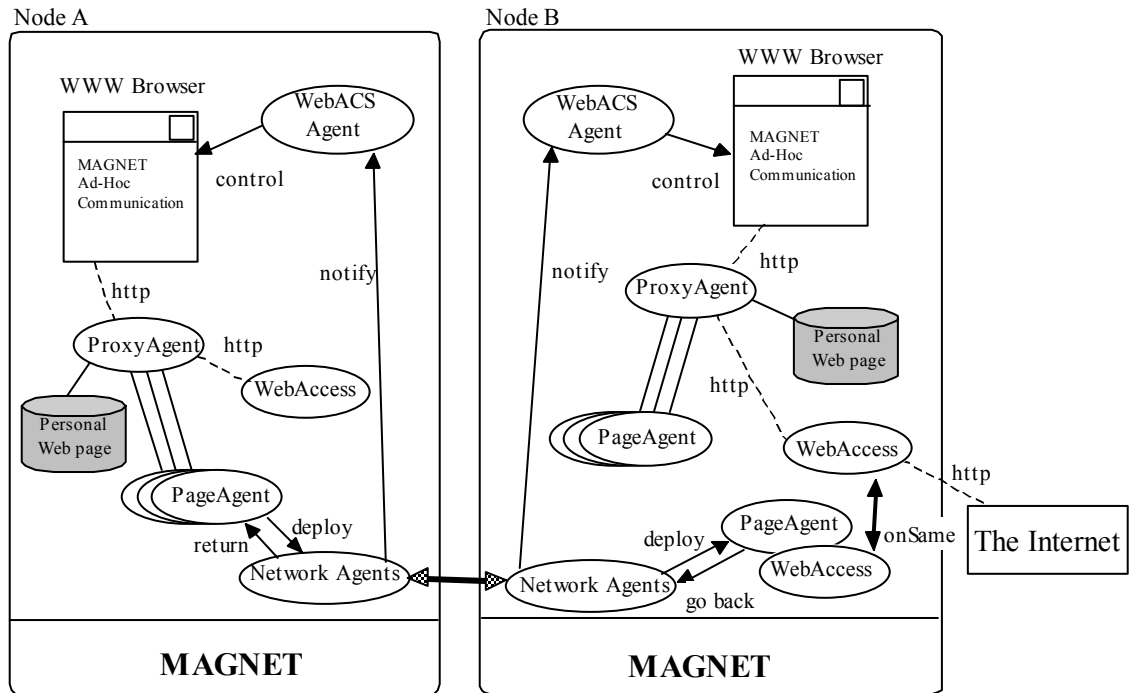 Node A
WWW Browser
WebACS
Agent
MAGNET
Ad-Hoc
Communication
control
notify
http
ProxyAgent
http
WebAccess
Personal
Web page
PageAgent
deploy
return
Network Agents
MAGNET
Node B
WWW Browser
WebACS
Agent
MAGNET
Ad-Hoc
Communication
control
notify
http
ProxyAgent
Personal
Web page
http
PageAgent
WebAccess
http
PageAgent
deploy
onSame
The Internet
WebAccess
Network Agents
go back
MAGNET